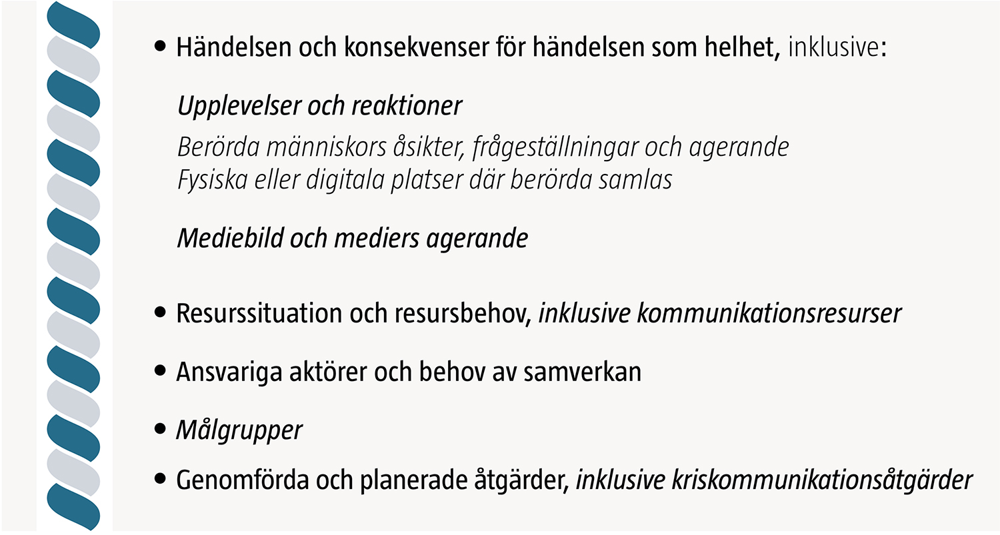 • Händelsen och konsekvenser för händelsen som helhet, inklusive:
Upplevelser och reaktioner
Berörda människors åsikter, frågeställningar och agerande
Fysiska eller digitala platser där berörda samlas
Mediebild och mediers agerande
• Resurssituation och resursbehov, inklusive kommunikationsresurser
• Ansvariga aktörer och behov av samverkan
• Målgrupper
• Genomförda och planerade åtgärder, inklusive kriskommunikationsåtgärder